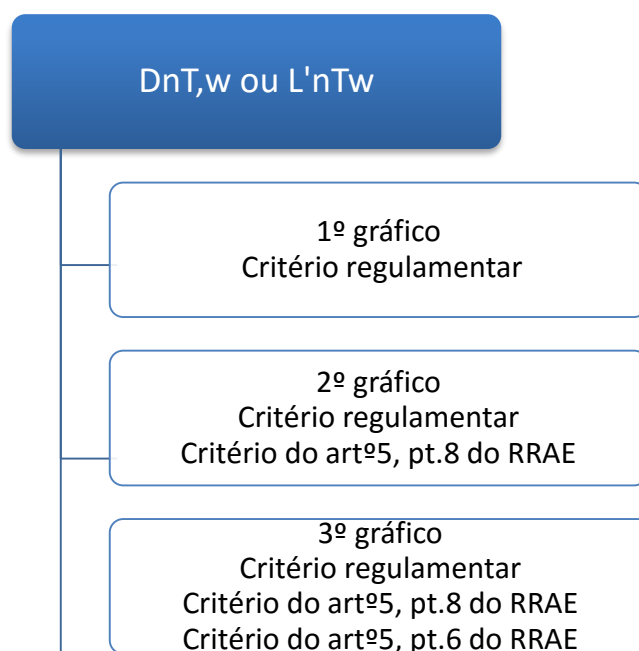 DnT,w ou L'nTw
1º gráfico
Critério regulamentar
2º gráfico
Critério regulamentar
Critério do artº5, pt.8 do RRAE
3º gráfico
Critério regulamentar
Critério do artº5, pt.8 do RRAE
Critério do artº5, pt.6 do RRAE